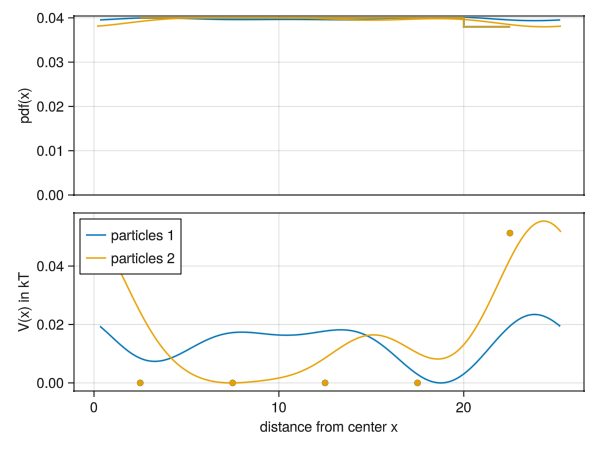 0.04
0.03
0.02
0.01
0.00
pdf(x)
particles 1
particles 2
0.04
0.02
0.00
V(x) in kT
0 10 20
distance from center x